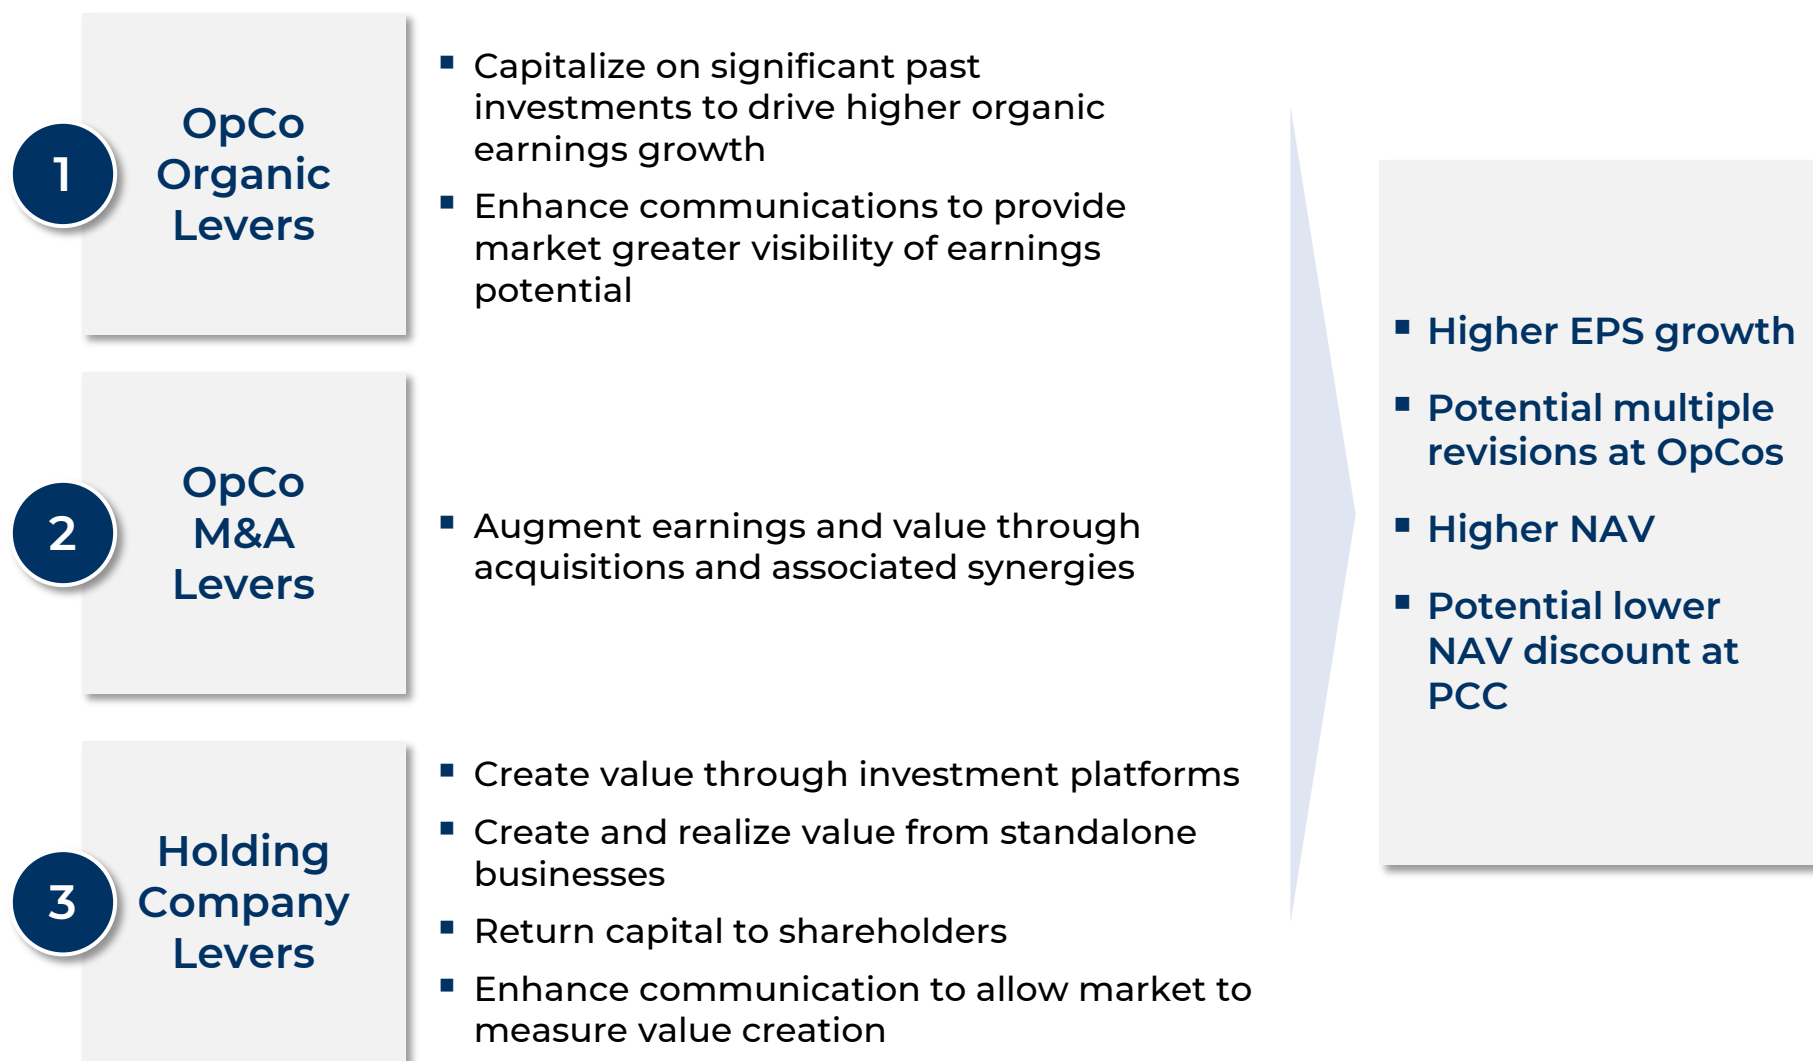 1
OpCo
Organic
Levers
▪ Capitalize on significant past
investments to drive higher organic
earnings growth
▪ Enhance communications to provide
market greater visibility of earnings
potential
2
OpCo
M&A
Levers
▪ Augment earnings and value through
acquisitions and associated synergies
3
Holding
Company
Levers
▪ Create value through investment platforms
▪ Create and realize value from standalone
businesses
▪ Return capital to shareholders
▪ Enhance communication to allow market to
measure value creation
▪ Higher EPS growth
▪ Potential multiple
revisions at OpCos
▪ Higher NAV
▪ Potential lower
NAV discount at
PCC